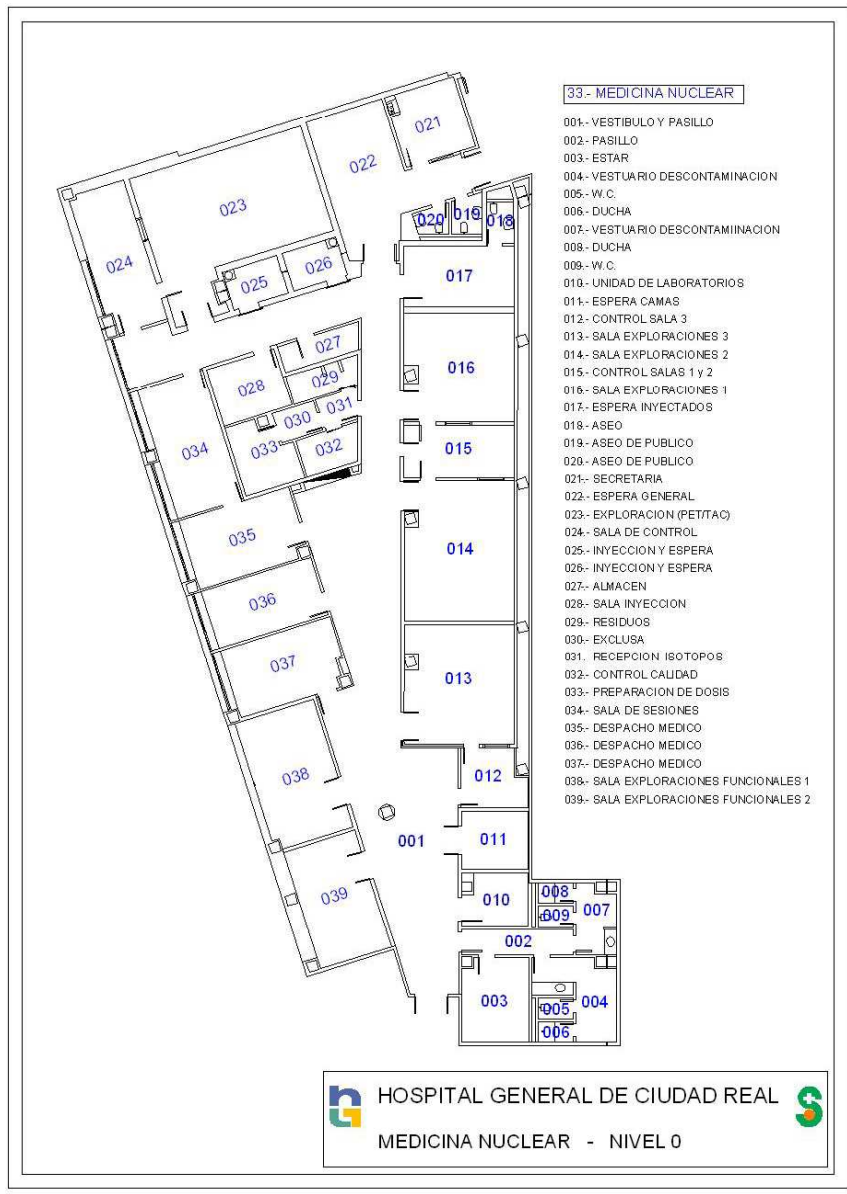 33.- MEDICINA NUCLEAR
001.- VESTIBULO Y PASILLO
002.- PASILLO
003.- ESTAR
004.- VESTUARIO DESCONTAMINACION
005.- W.C.
006.- DUCHA
007.- VESTUARIO DESCONTAMIINACION
008.- DUCHA
009.- W.C.
010.- UNIDAD DE LABORATORIOS
011.- ESPERA CAMAS
012.- CONTROL SALA 3
013.- SALA EXPLORACIONES 3
014.- SALA EXPLORACIONES 2
015.- CONTROL SALAS 1 y 2
016.- SALA EXPLORACIONES 1
017.- ESPERA INYECTADOS
018.- ASEO
019.- ASEO DE PUBLICO
020.- ASEO DE PUBLICO
021.- SECRETARIA
022.- ESPERA GENERAL
023.- EXPLORACION (PET/TAC)
024.- SALA DE CONTROL
025.- INYECCION Y ESPERA
026.- INYECCION Y ESPERA
027.- ALMACEN
028.- SALA INYECCION
029.- RESIDUOS
030.- EXCLUSA
031. RECEPCION ISOTOPOS
032.- CONTROL CALIDAD
033.- PREPARACION DE DOSIS
034.- SALA DE SESIONES
035.- DESPACHO MEDICO
036.- DESPACHO MEDICO
037.- DESPACHO MEDICO
038.- SALA EXPLORACIONES FUNCIONALES 1
039.- SALA EXPLORACIONES FUNCIONALES 2
021
022
023
020
019
018
024
026
025
017
027
016
029
028
031
030
032
033
034
015
035
014
036
037
013
038
012
001
011
039
010
008
009
007
002
003
004
005
006
HOSPITAL GENERAL DE CIUDAD REAL
MEDICINA NUCLEAR - NIVEL 0